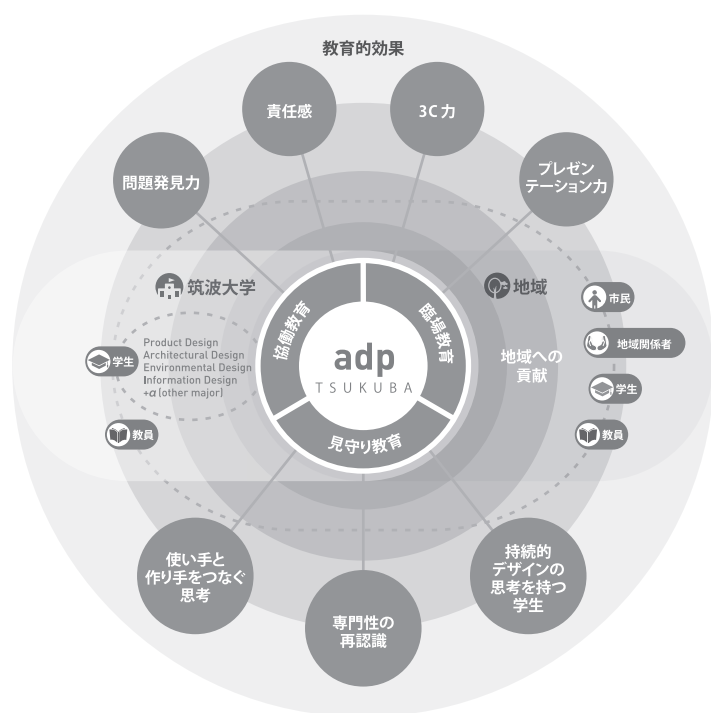 教育的効果
責任感
3C 力
問題発見力
プレゼン
テーション力
筑波大学
地域
市民
協働教育
臨場教育
地域関係者
学生
Product Design
Architectural Design
Environmental Design
Information Design
+α (other major)
adp
TSUKUBA
地域への
貢献
学生
教員
見守り教育
教員
使い手と
作り手をつなぐ
思考
専門性の
再認識
持続的
デザインの
思考を持つ
学生